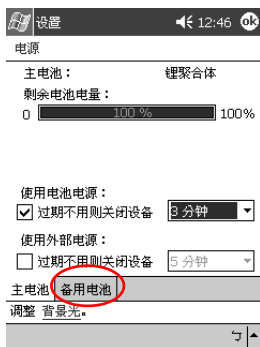 设置 12:46 ok
电源
主电池： 锂聚合体
剩余电池电量：
0 100 % 100%
使用电池电源：
过期不用则关闭设备 3 分钟
使用外部电源：
过期不用则关闭设备 5 分钟
主电池 备用电池
调整 背景光。